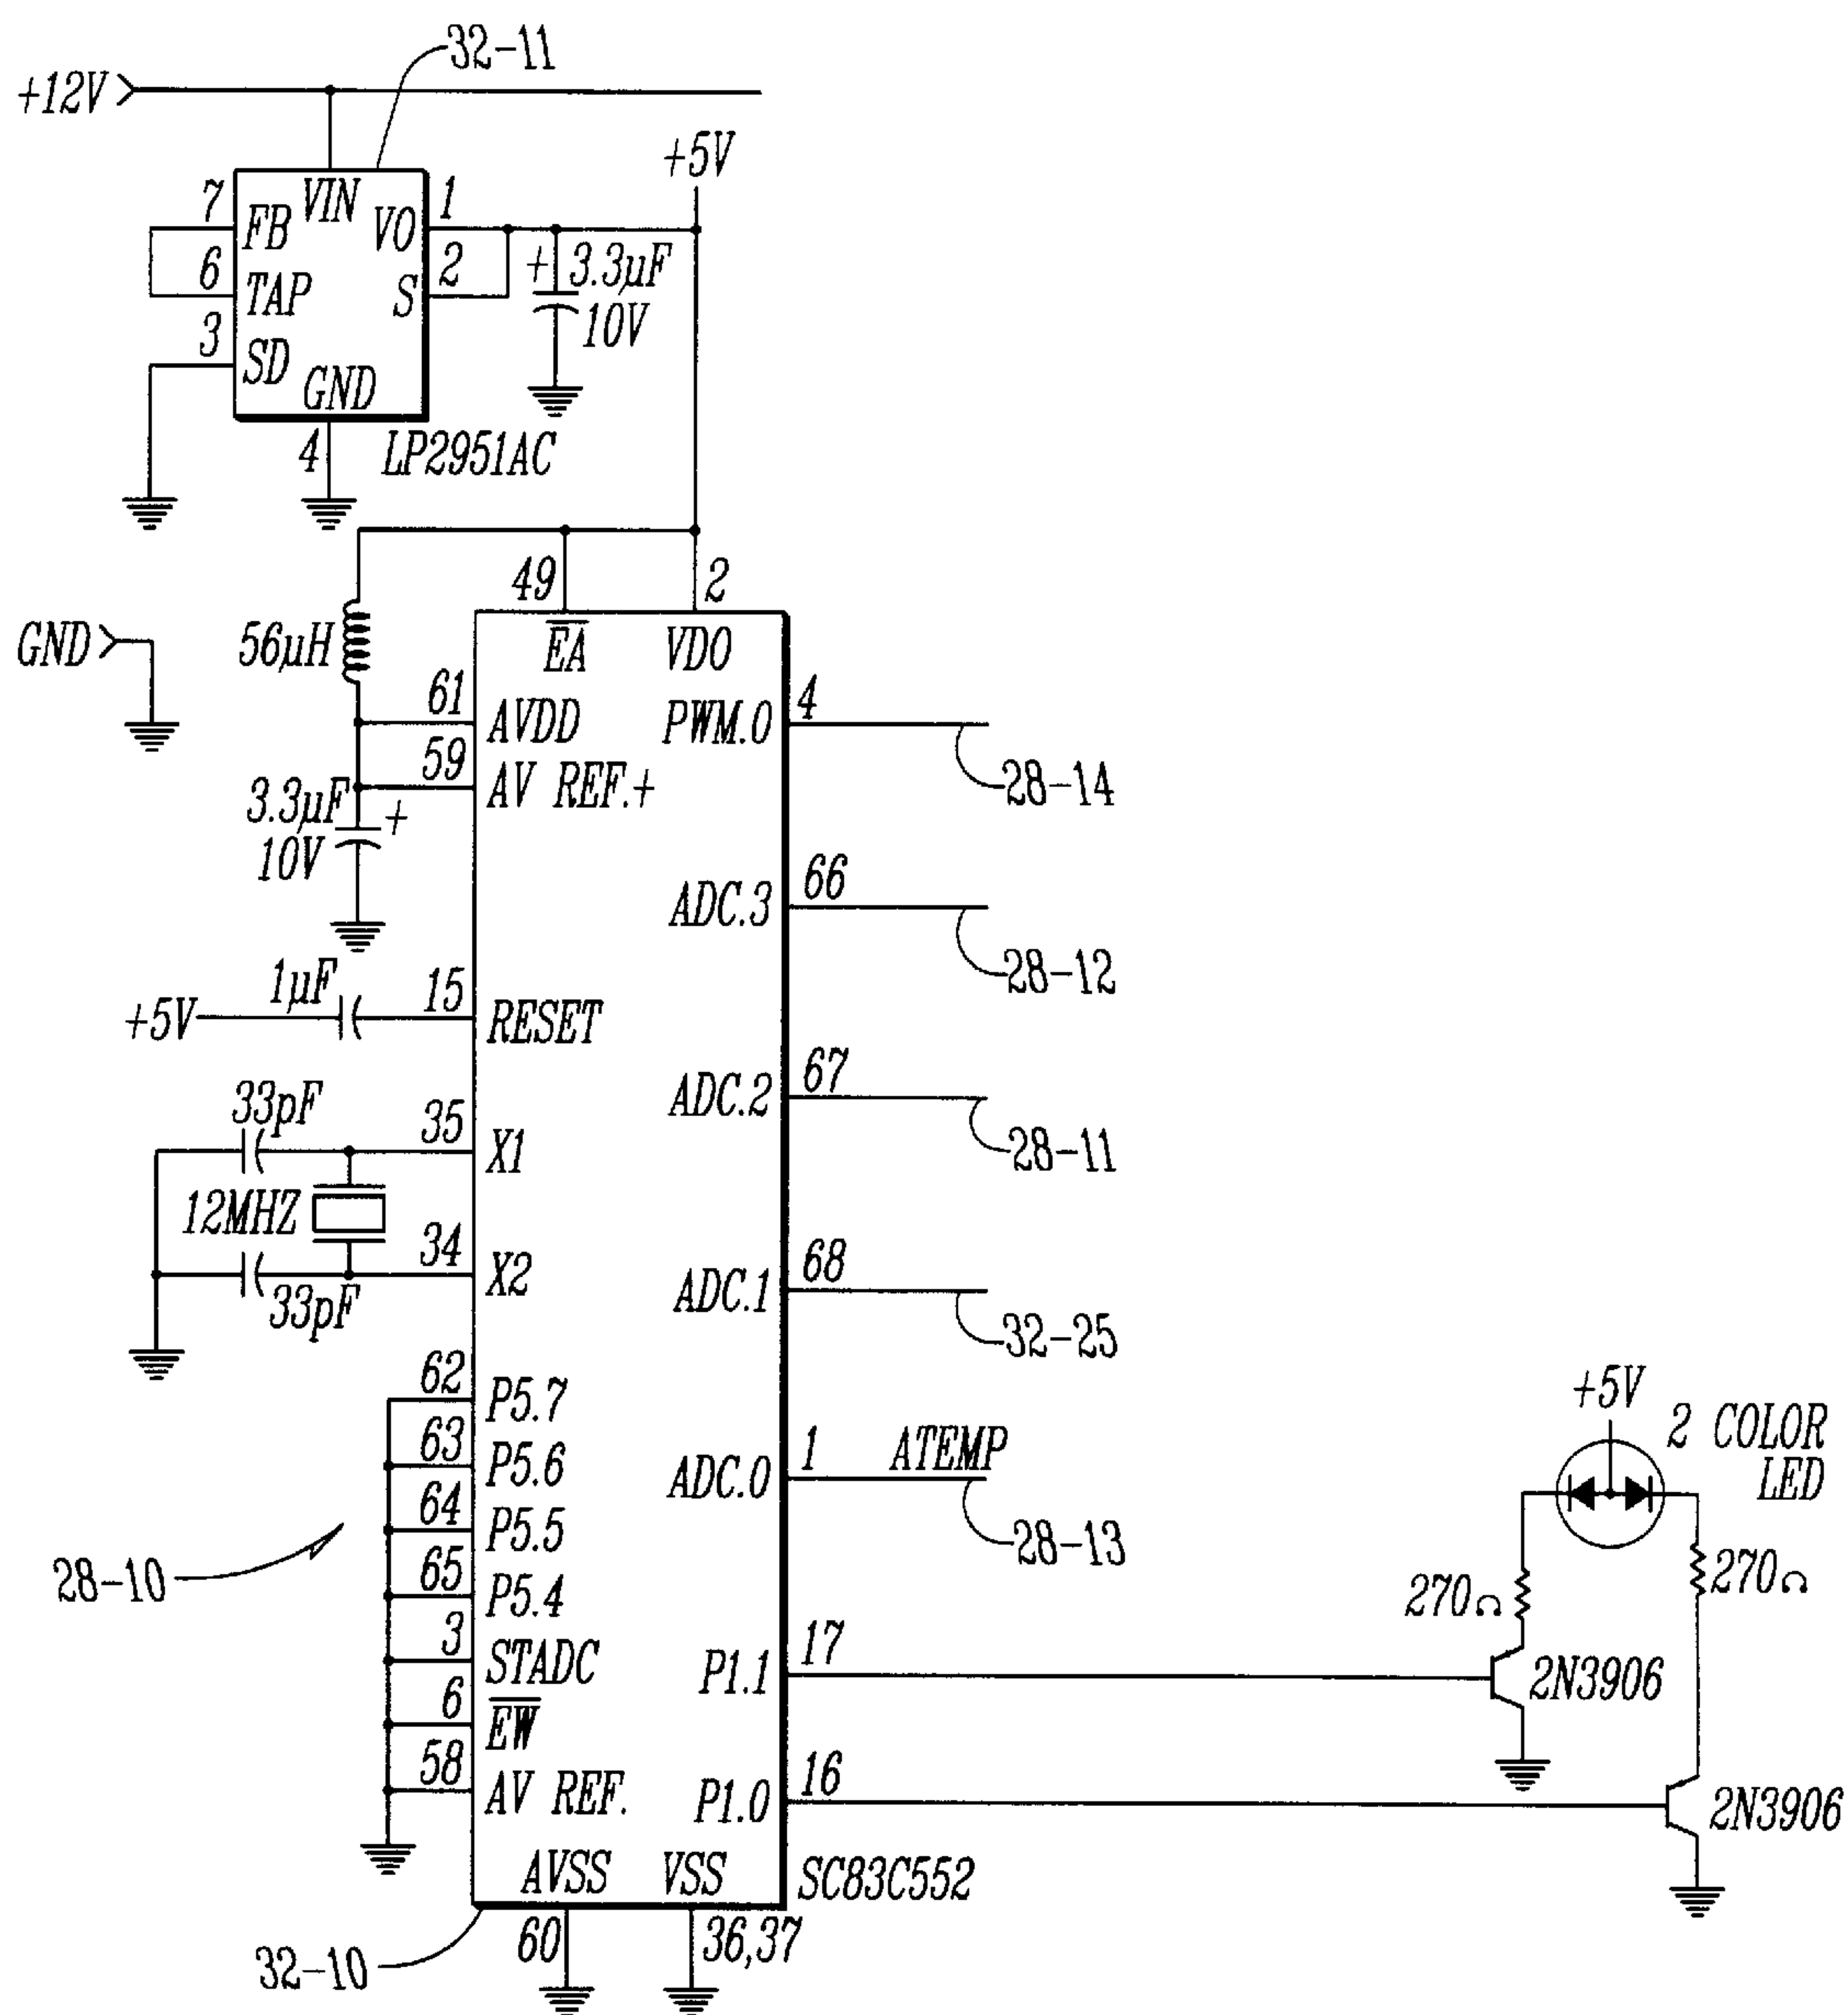 32-11
+12V
+5V
7
FB
VIN
VO
1
6
TAP
S
2
+
3.3µF
10V
3
SD
GND
4
LP2951AC
49
2
GND
56µH
EA
VDO
61
AVDD
PWM.0
4
28-14
59
AV REF.+
3.3µF
+
10V
ADC.3
66
28-12
1µF
15
+5V
RESET
ADC.2
67
28-11
33pF
35
X1
12MHZ
34
X2
33pF
ADC.1
68
32-25
62
P5.7
63
P5.6
64
P5.5
65
P5.4
3
STADC
6
EW
58
AV REF.
28-10
ADC.0
1
ATEMP
28-13
+5V
2 COLOR
LED
270Ω
270Ω
P1.1
17
2N3906
P1.0
16
2N3906
AVSS
VSS
SC83C552
60
36,37
32-10